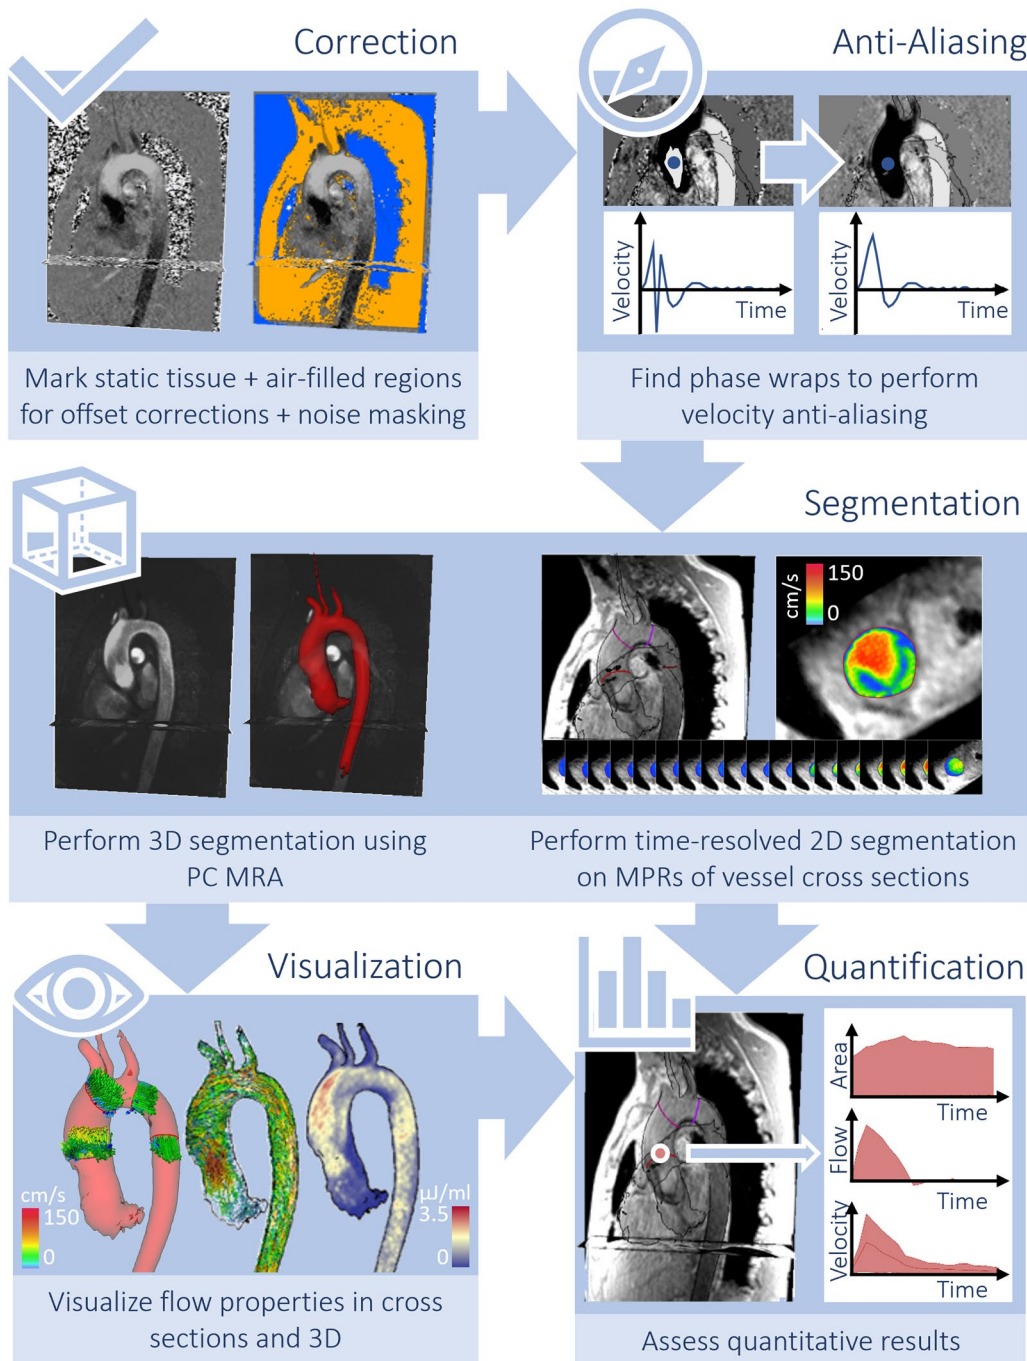 Correction
Anti-Aliasing
Velocity
Time
Velocity
Time
Mark static tissue + air-filled regions
for offset corrections + noise masking
Find phase wraps to perform
velocity anti-aliasing
Segmentation
cm/s
150
0
Perform 3D segmentation using
PC MRA
Perform time-resolved 2D segmentation
on MPRs of vessel cross sections
Visualization
Quantification
cm/s
150
0
µJ/ml
3.5
0
Area
Time
Flow
Time
Velocity
Time
Visualize flow properties in cross
sections and 3D
Assess quantitative results